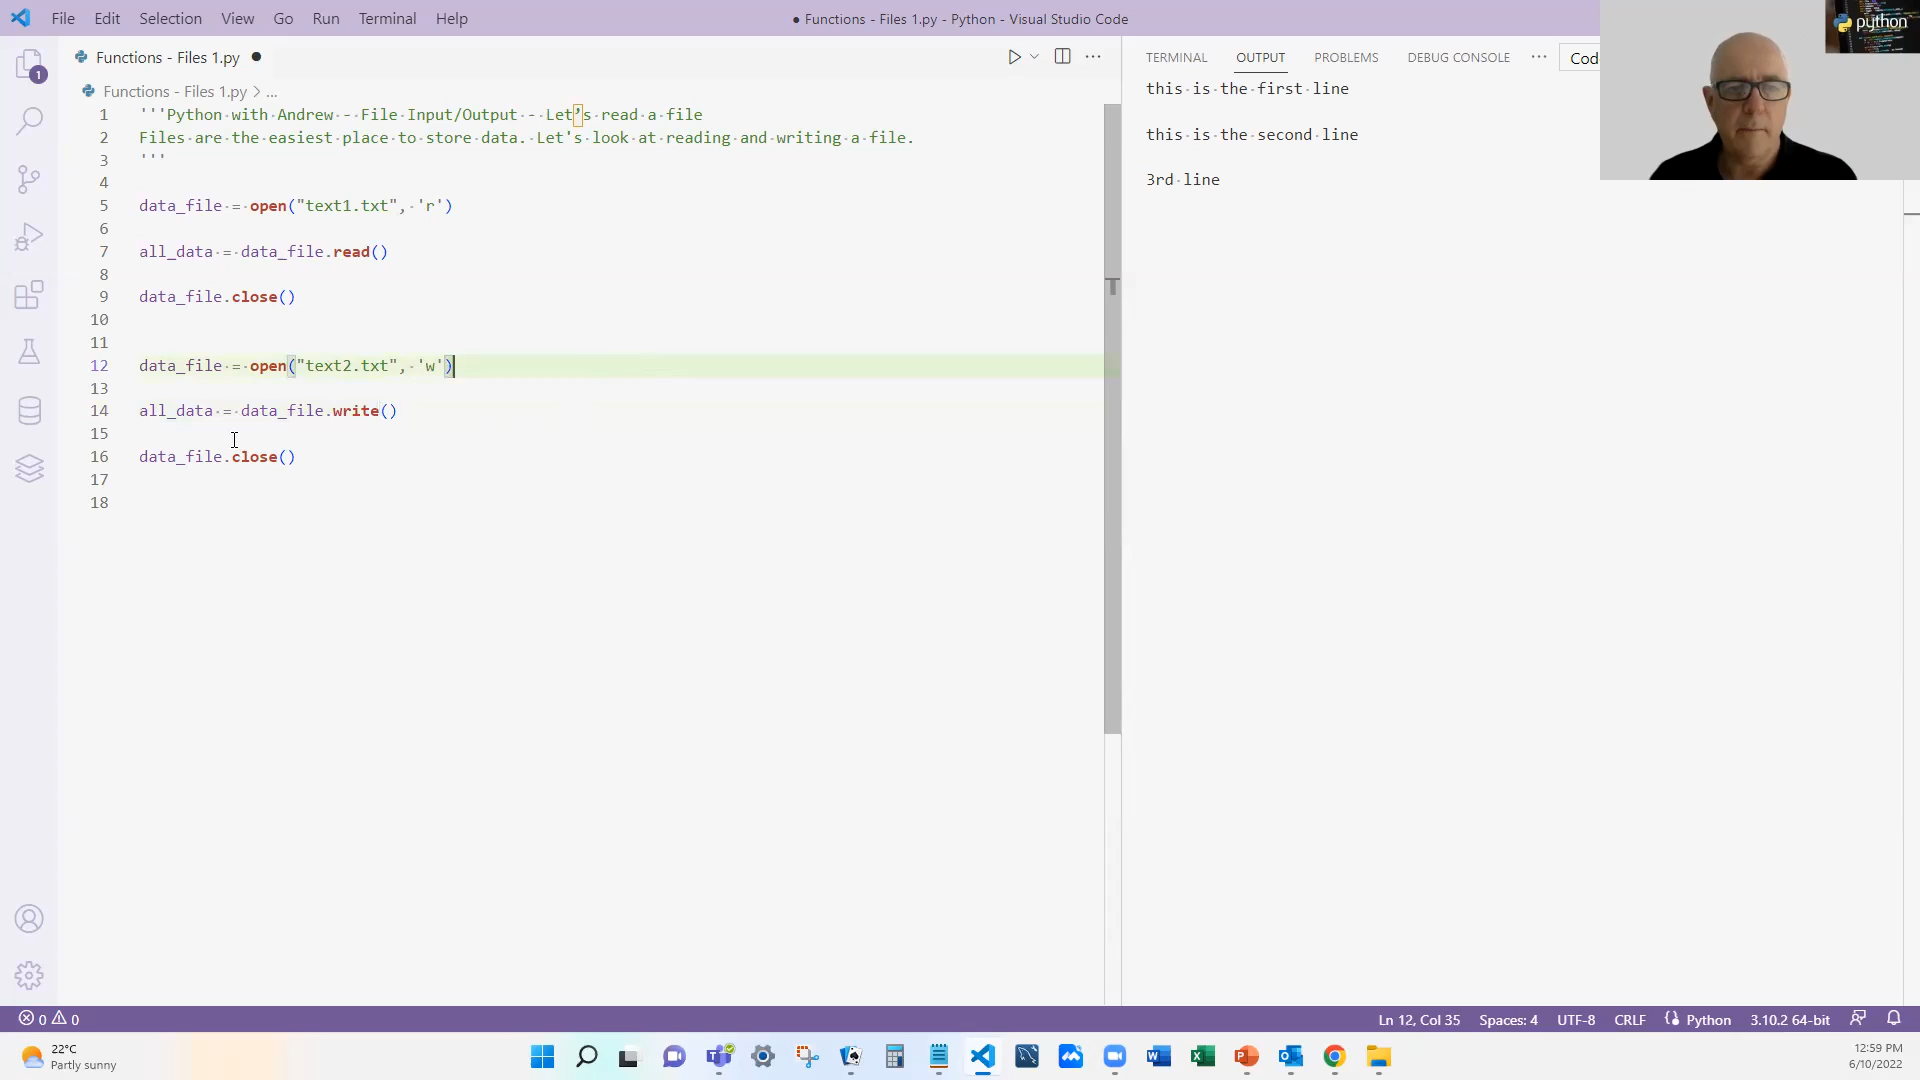 File Edit Selection View Go Run Terminal Help
● Functions - Files 1.py - Python - Visual Studio Code
python
Functions - Files 1.py ●
Functions - Files 1.py > ...
1 '''Python with Andrew -- File Input/Output -- Let’s read a file
2 Files are the easiest place to store data. Let's look at reading and writing a file.
3 '''
4
5 data_file = open("text1.txt", 'r')
6
7 all_data = data_file.read()
8
9 data_file.close()
10
11
12 data_file = open("text2.txt", 'w')
13
14 all_data = data_file.write()
15
16 data_file.close()
17
18
TERMINAL OUTPUT PROBLEMS DEBUG CONSOLE ··· Cod
this is the first line
this is the second line
3rd line
1
0 0
Ln 12, Col 35 Spaces: 4 UTF-8 CRLF Python 3.10.2 64-bit
22°C
Partly sunny
12:59 PM
6/10/2022